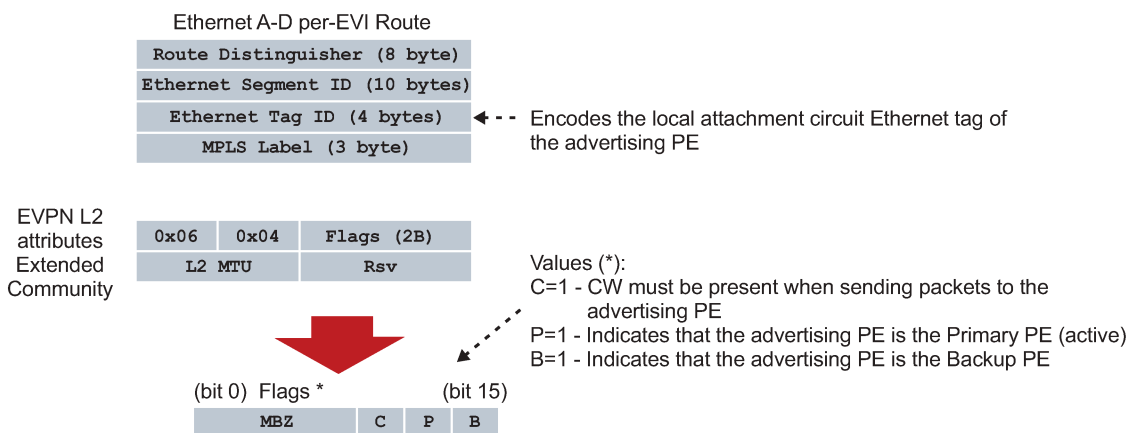 Ethernet A-D per-EVI Route
Route Distinguisher (8 byte)
Ethernet Segment ID (10 bytes)
Ethernet Tag ID (4 bytes)
MPLS Label (3 byte)
Encodes the local attachment circuit Ethernet tag of
the advertising PE
EVPN L2
attributes
Extended
Community
0x06 0x04 Flags (2B)
L2 MTU Rsv
Values (*):
C=1 - CW must be present when sending packets to the
advertising PE
P=1 - Indicates that the advertising PE is the Primary PE (active)
B=1 - Indicates that the advertising PE is the Backup PE
(bit 0) Flags * (bit 15)
MBZ C P B